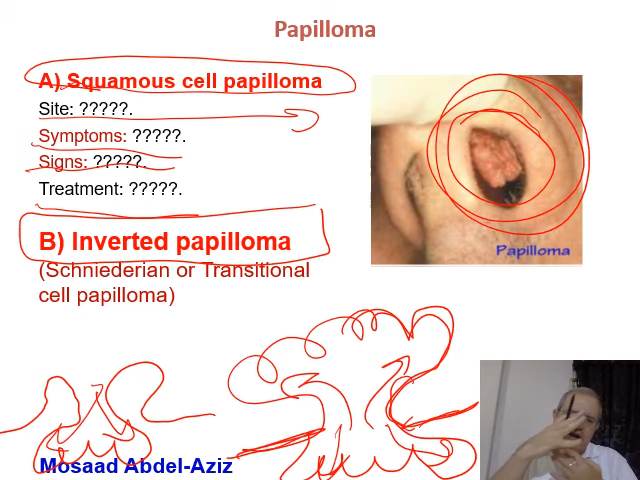 Papilloma
A) Squamous cell papilloma
Site: ?????.
Symptoms: ?????.
Signs: ?????.
Treatment: ?????.
B) Inverted papilloma
(Schniederian or Transitional
cell papilloma)
Papilloma
Mosaad Abdel-Aziz